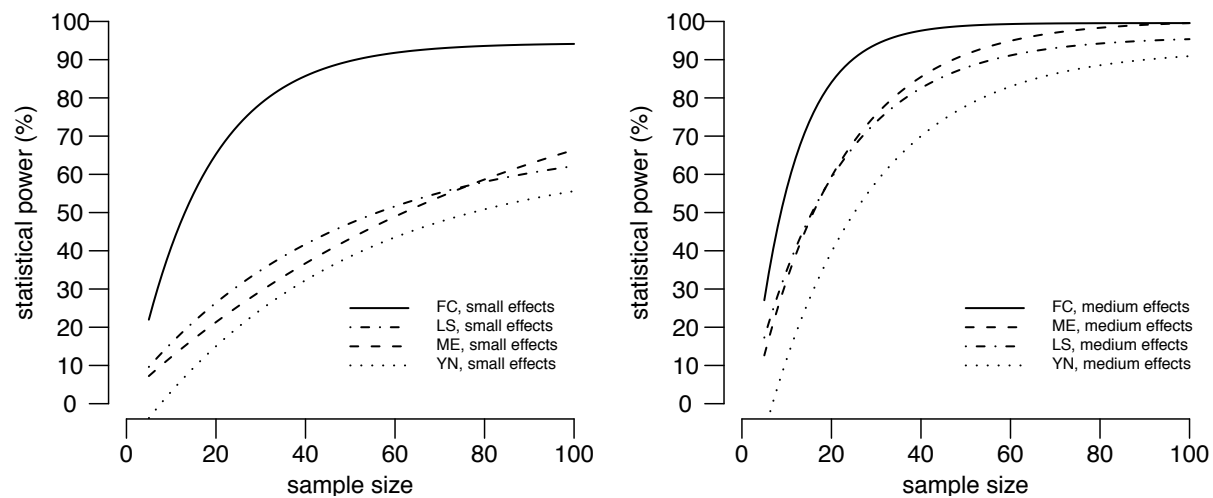 statistical power (%)
100
90
80
70
60
50
40
30
20
10
0
FC, small effects
LS, small effects
ME, small effects
YN, small effects
0 20 40 60 80 100
sample size
statistical power (%)
100
90
80
70
60
50
40
30
20
10
0
FC, medium effects
ME, medium effects
LS, medium effects
YN, medium effects
0 20 40 60 80 100
sample size